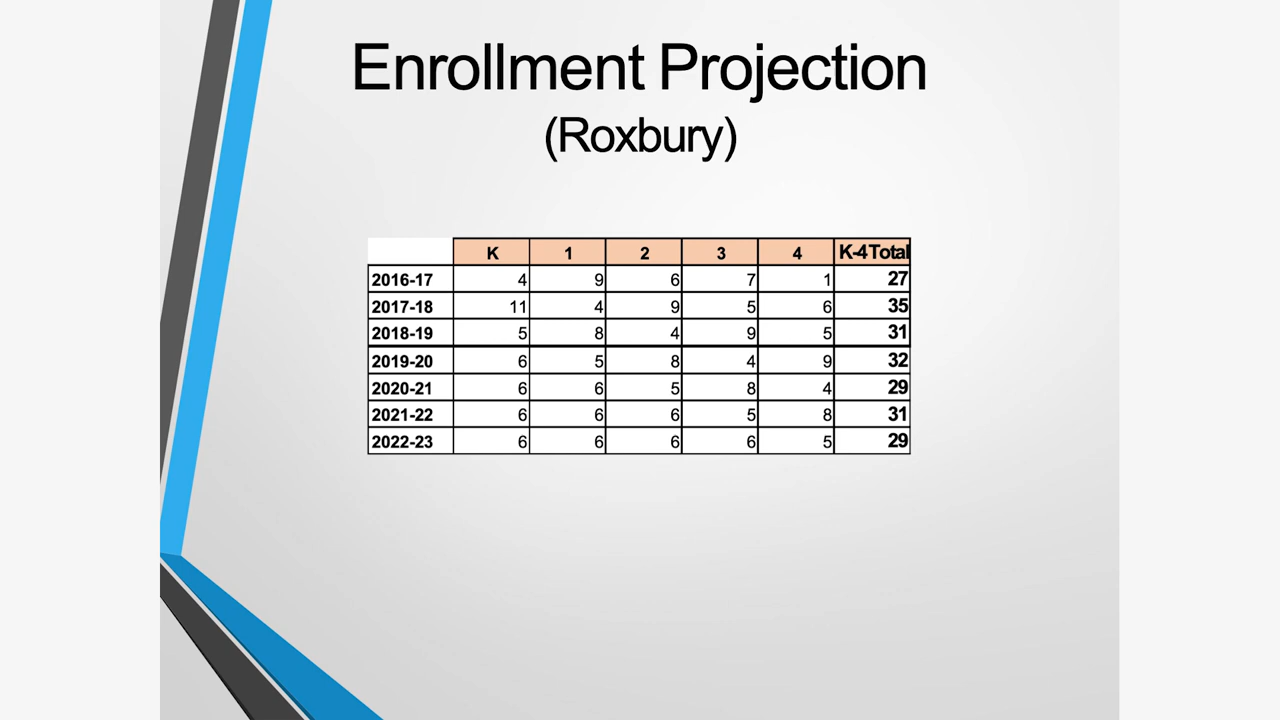 Enrollment Projection
(Roxbury)
K 1 2 3 4 K-4 Total
2016-17 4 9 6 7 1 27
2017-18 11 4 9 5 6 35
2018-19 5 8 4 9 5 31
2019-20 6 5 8 4 9 32
2020-21 6 6 5 8 4 29
2021-22 6 6 6 5 8 31
2022-23 6 6 6 6 5 29